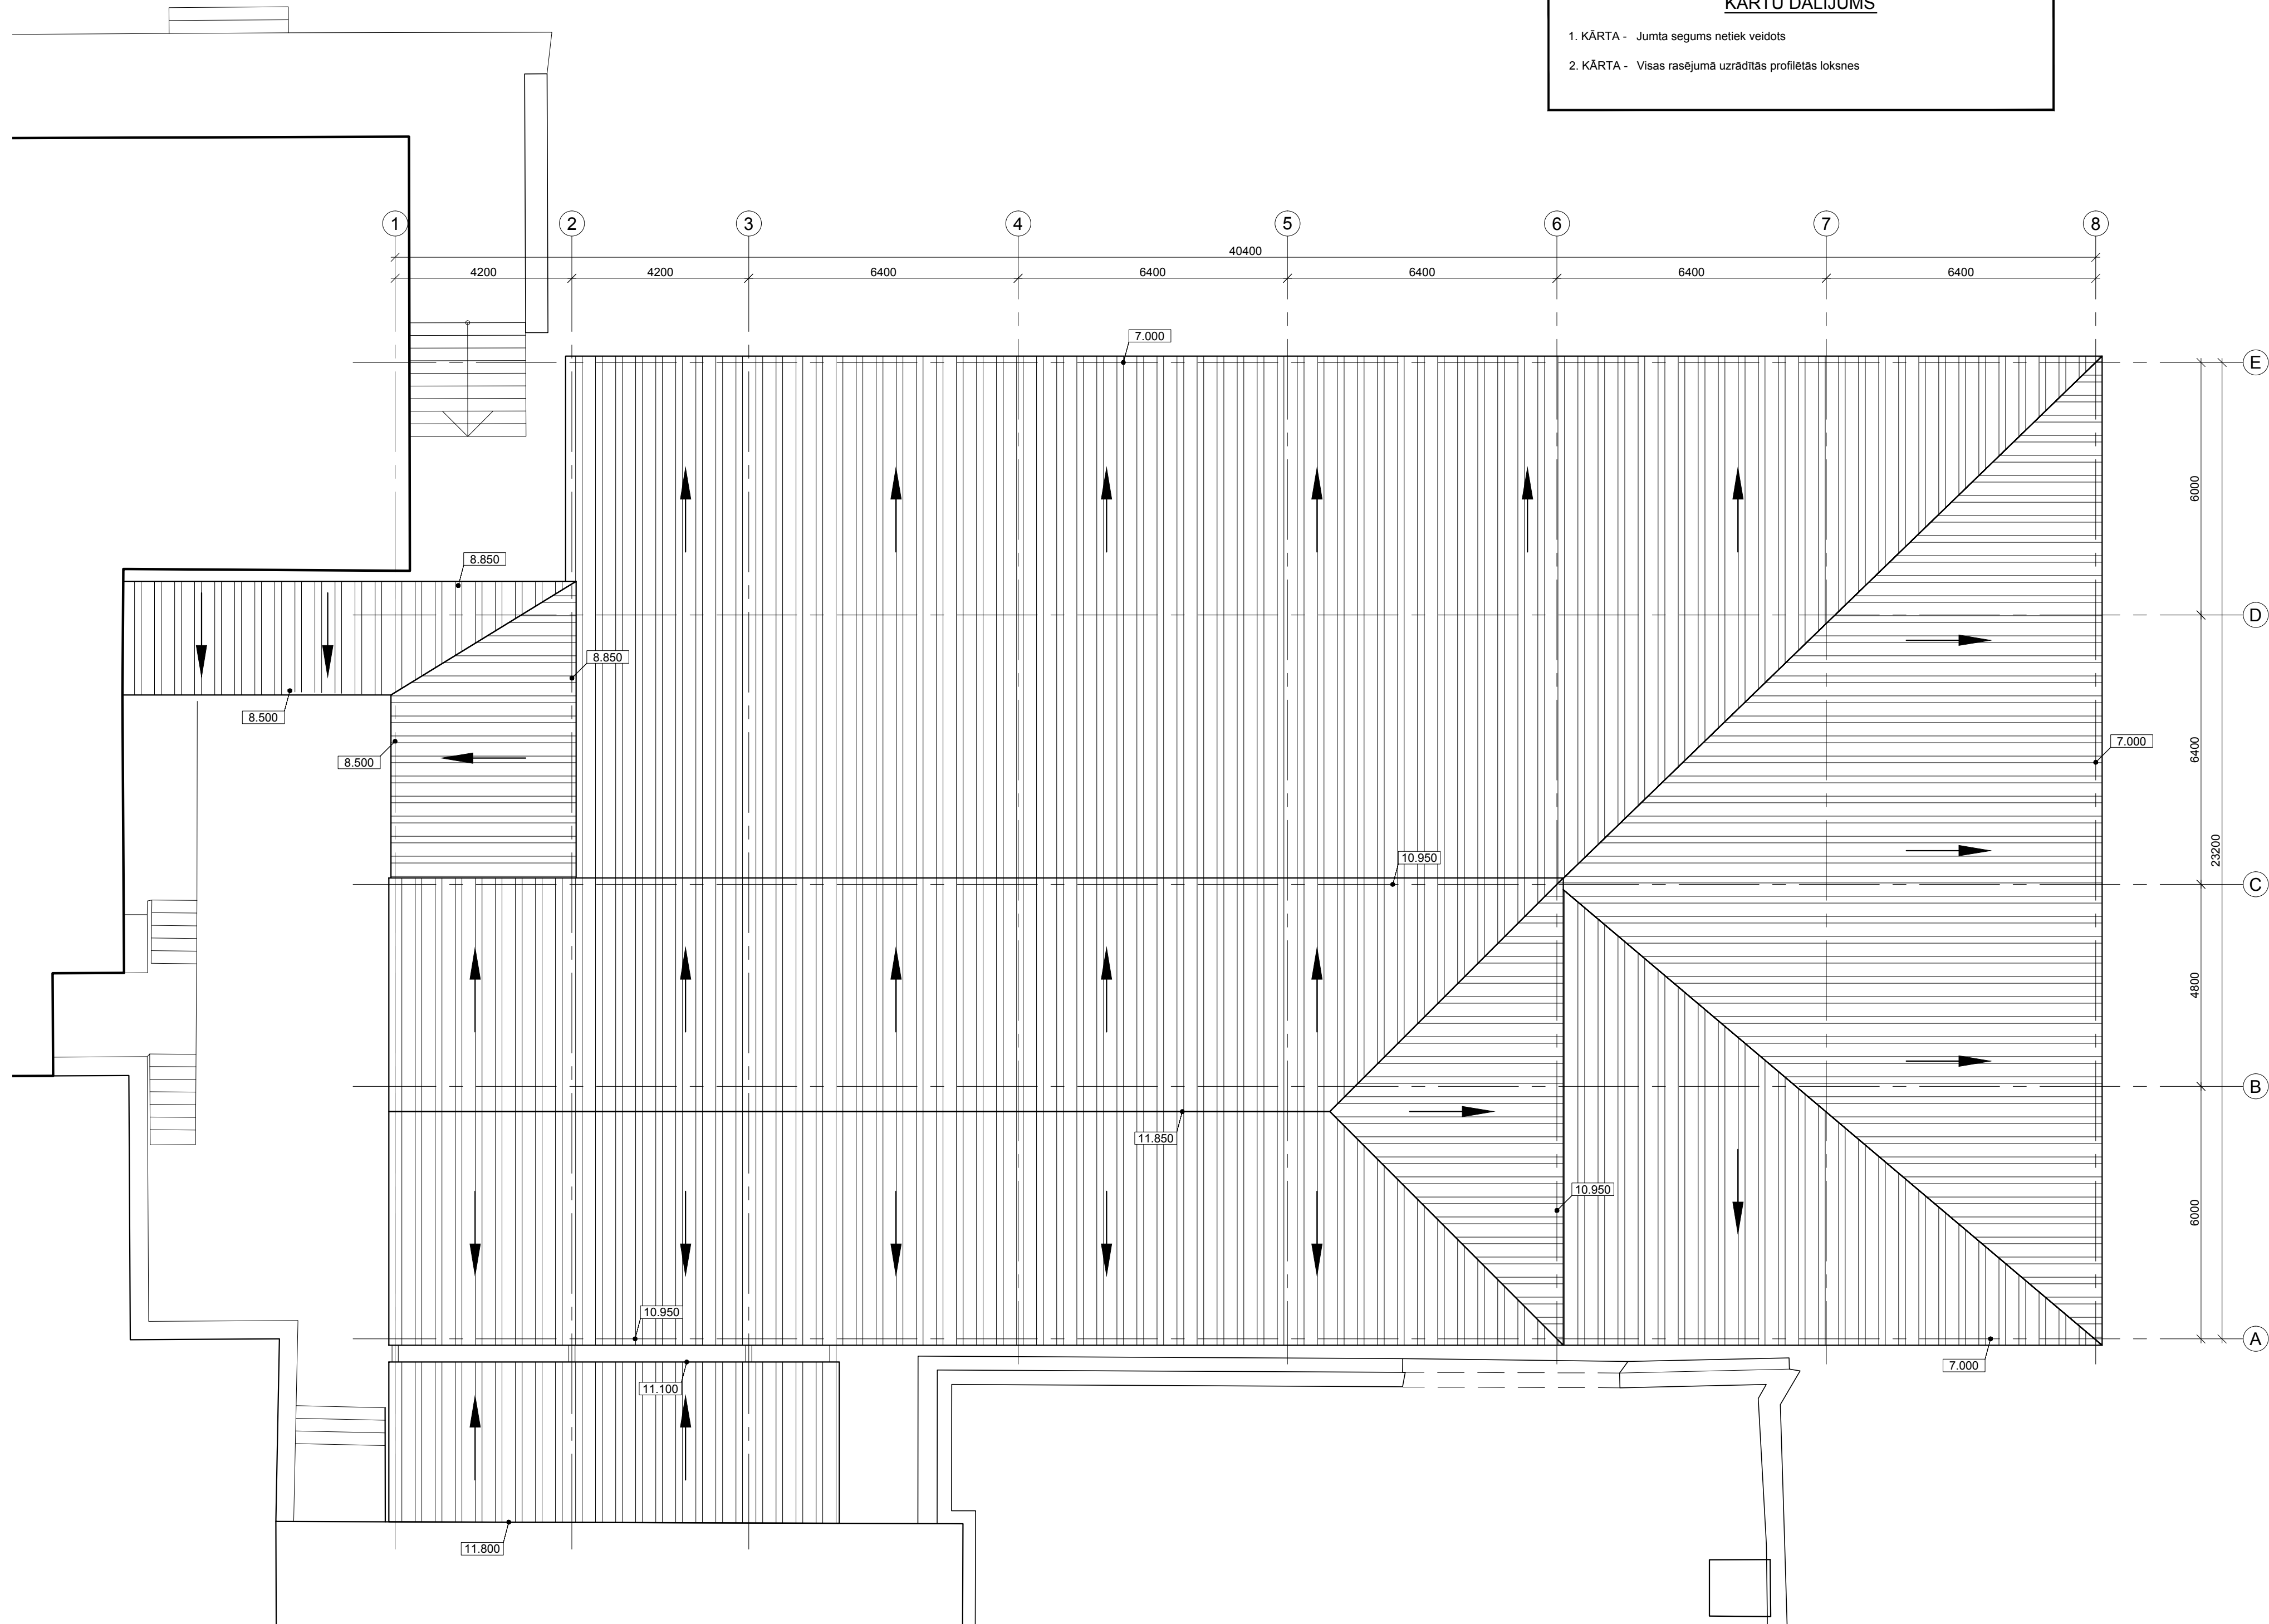 KĀRTU DALĪJUMS
1. KĀRTA - Jumta segums netiek veidots
2. KĀRTA - Visas rasējumā uzrādītās profilētās loksnes
1 2 3 4 5 6 7 8
40400
4200 4200 6400 6400 6400 6400 6400
7.000
E
6000
8.850
D
8.850
8.500
7.000
8.500
6400
23200
10.950
C
4800
B
11.850
10.950
6000
10.950
A
7.000
11.100
11.800